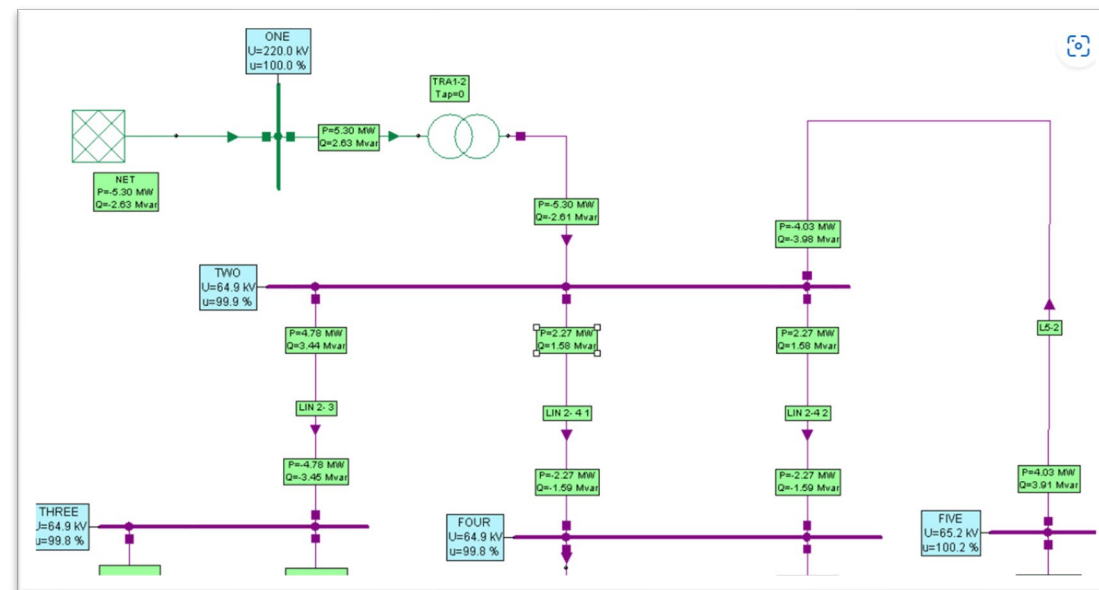 ONE
U=220.0 kV
u=100.0 %
TRA1-2
Tap=0
P=5.30 MW
Q=2.63 Mvar
NET
P=-5.30 MW
Q=-2.63 Mvar
P=-5.30 MW
Q=-2.61 Mvar
P=-4.03 MW
Q=-3.98 Mvar
TWO
U=64.9 kV
u=99.9 %
P=4.78 MW
Q=3.44 Mvar
P=2.27 MW
Q=1.58 Mvar
P=2.27 MW
Q=1.58 Mvar
L5-2
LIN 2- 3
LIN 2- 4 1
LIN 2-4 2
P=-4.78 MW
Q=-3.45 Mvar
P=-2.27 MW
Q=-1.59 Mvar
P=-2.27 MW
Q=-1.59 Mvar
P=4.03 MW
Q=3.91 Mvar
THREE
U=64.9 kV
u=99.8 %
FOUR
U=64.9 kV
u=99.8 %
FIVE
U=65.2 kV
u=100.2 %